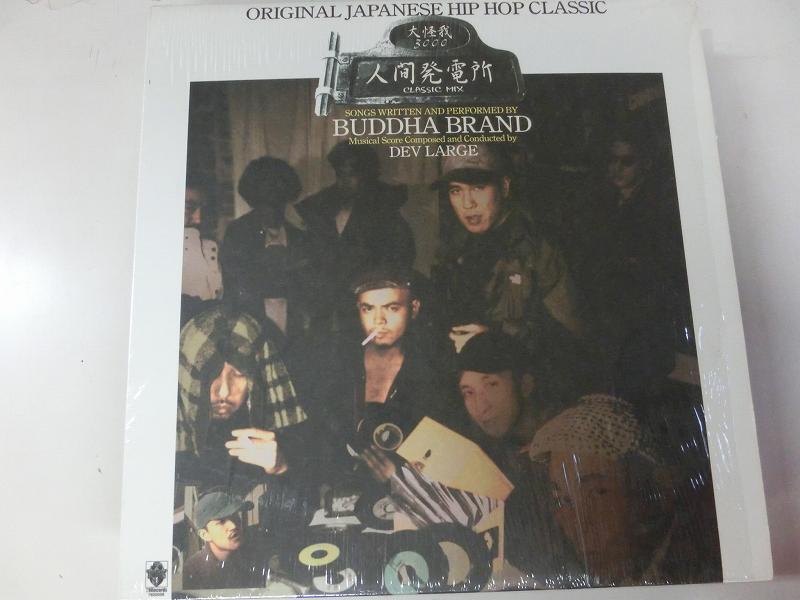 ORIGINAL JAPANESE HIP HOP CLASSIC
大怪我
3000
人間発電所
CLASSIC MIX
SONGS WRITTEN AND PERFORMED BY
BUDDHA BRAND
Musical Score Composed and Conducted by
DEV LARGE
Records